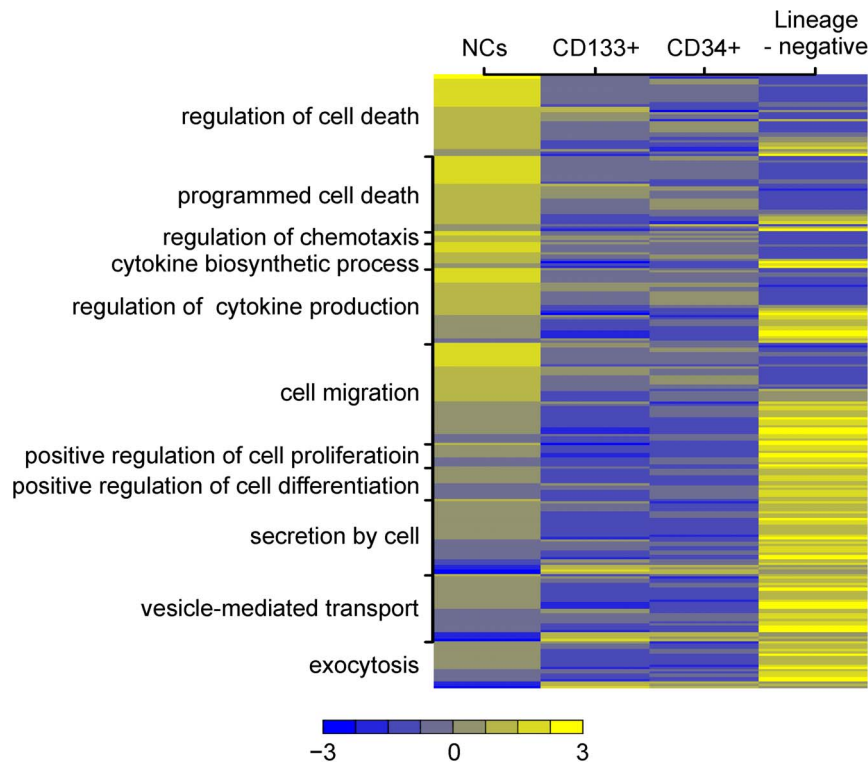 Lineage
NCs CD133+ CD34+ - negative
regulation of cell death
programmed cell death
regulation of chemotaxis
cytokine biosynthetic process
regulation of cytokine production
cell migration
positive regulation of cell proliferatioin
positive regulation of cell differentiation
secretion by cell
vesicle-mediated transport
exocytosis
−3 0 3